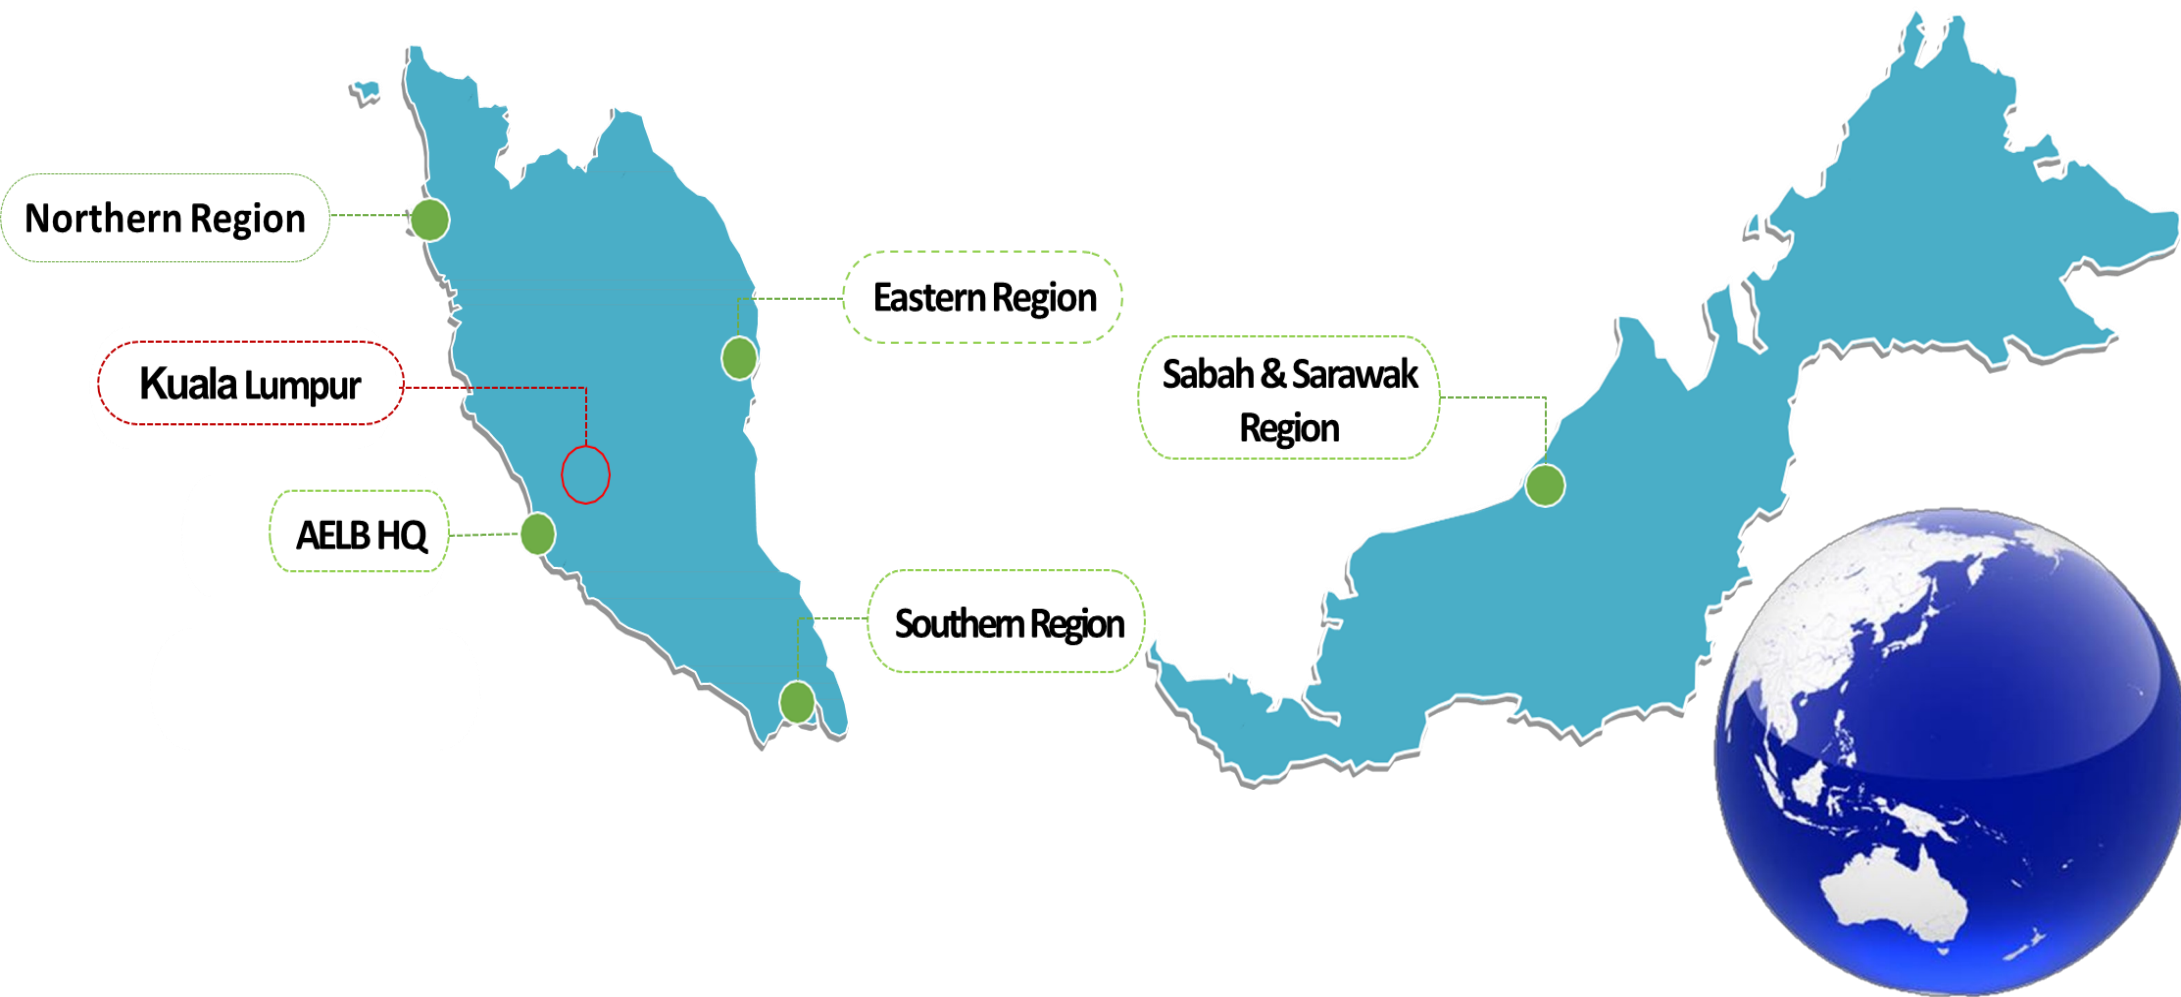 Northern Region
Eastern Region
Kuala Lumpur
Sabah & Sarawak
Region
AELB HQ
Southern Region